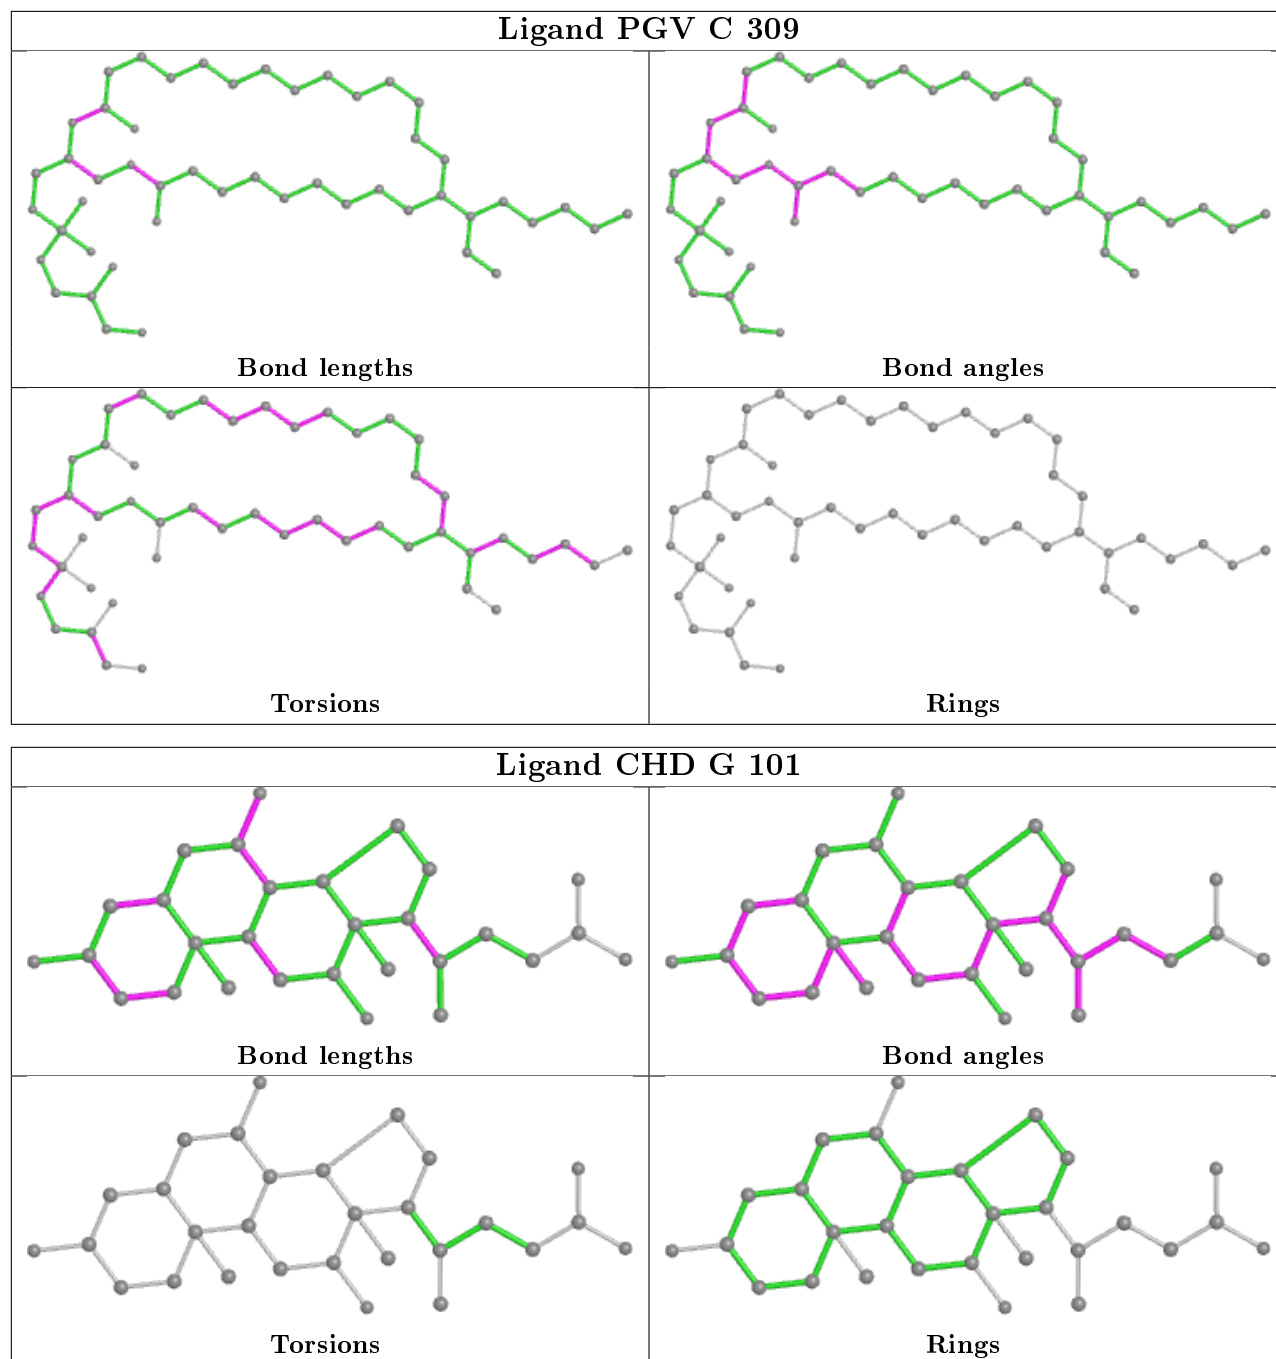 Ligand PGV C 309
Bond lengths
Bond angles
Torsions
Rings
Ligand CHD G 101
Bond lengths
Bond angles
Torsions
Rings